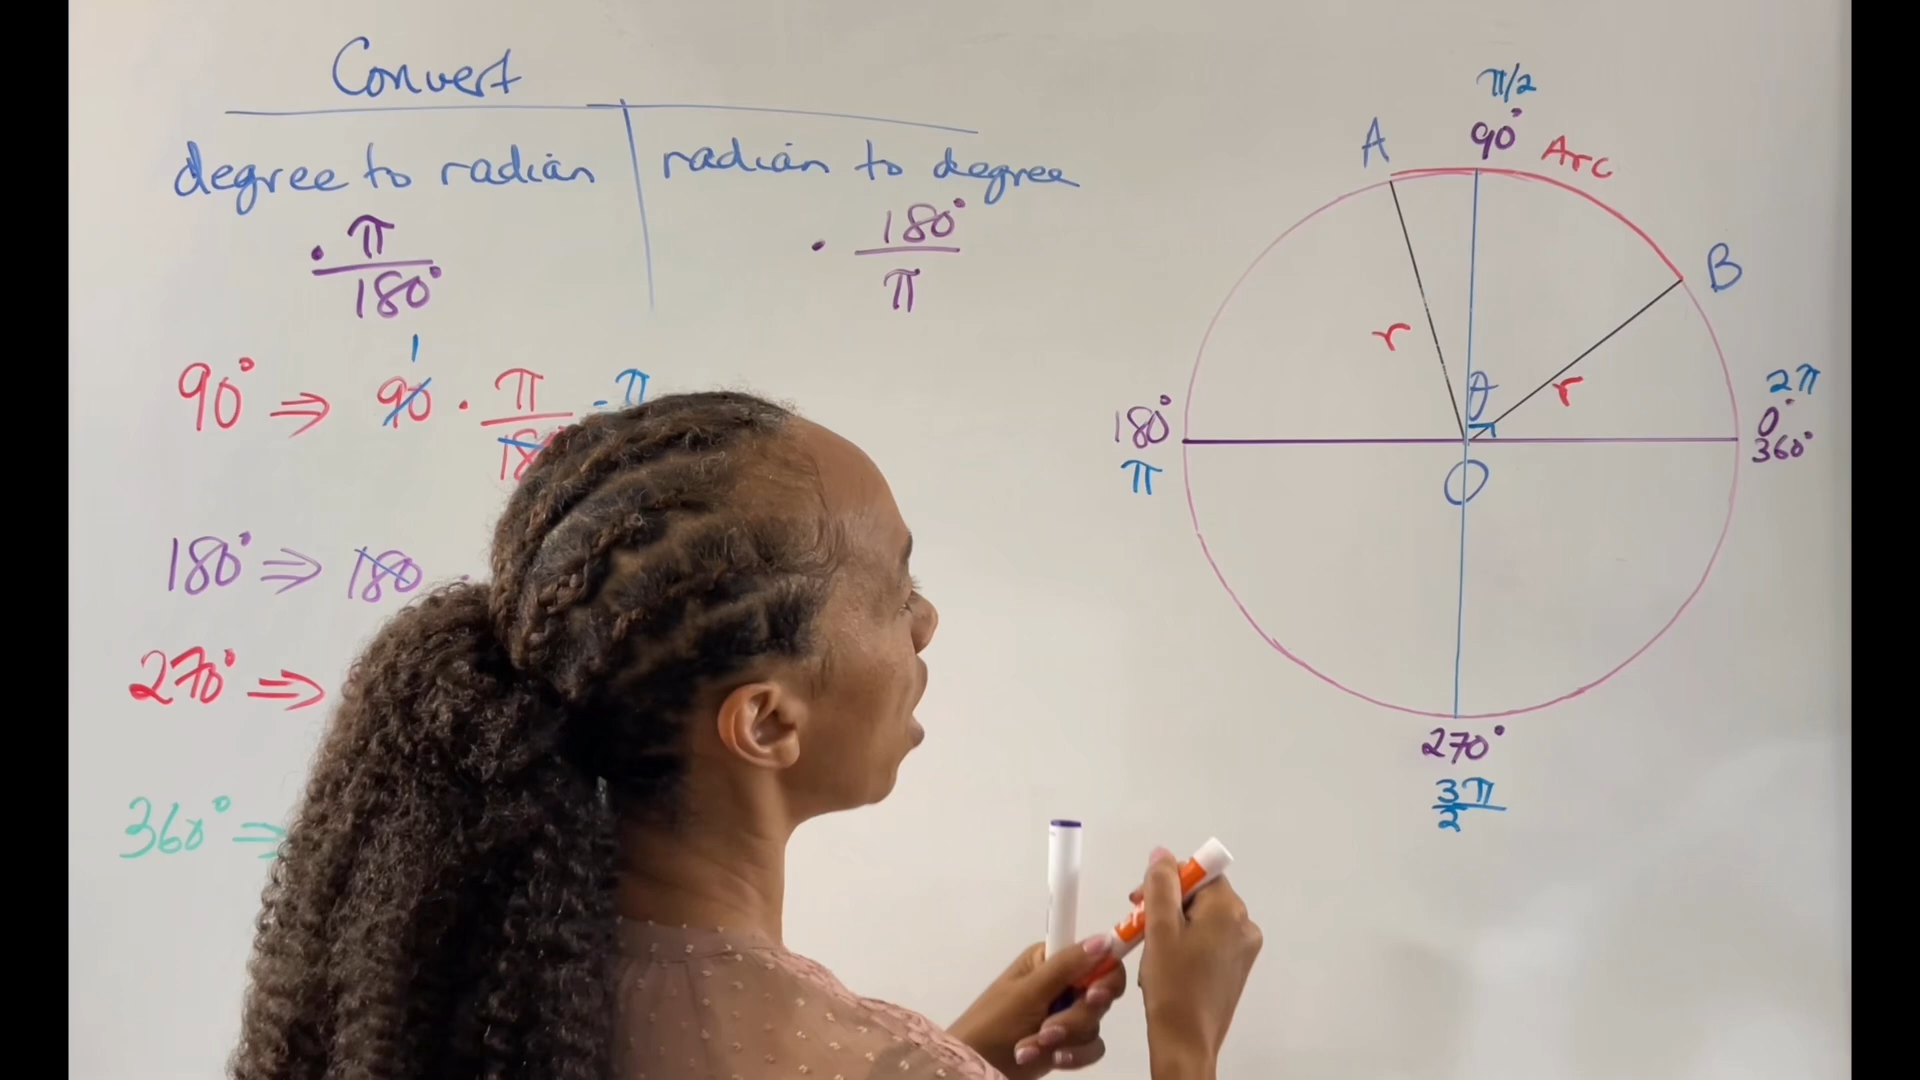 Convert
degree to radian
radian to degree
· π/180°
· 180°/π
90° ⇒ 90 · π/
1
π
180° ⇒ 180 ·
270° ⇒
360° ⇒
π/2
90°
A
Arc
B
r
r
θ
O
180°
π
2π
0°
360°
270°
3π/2